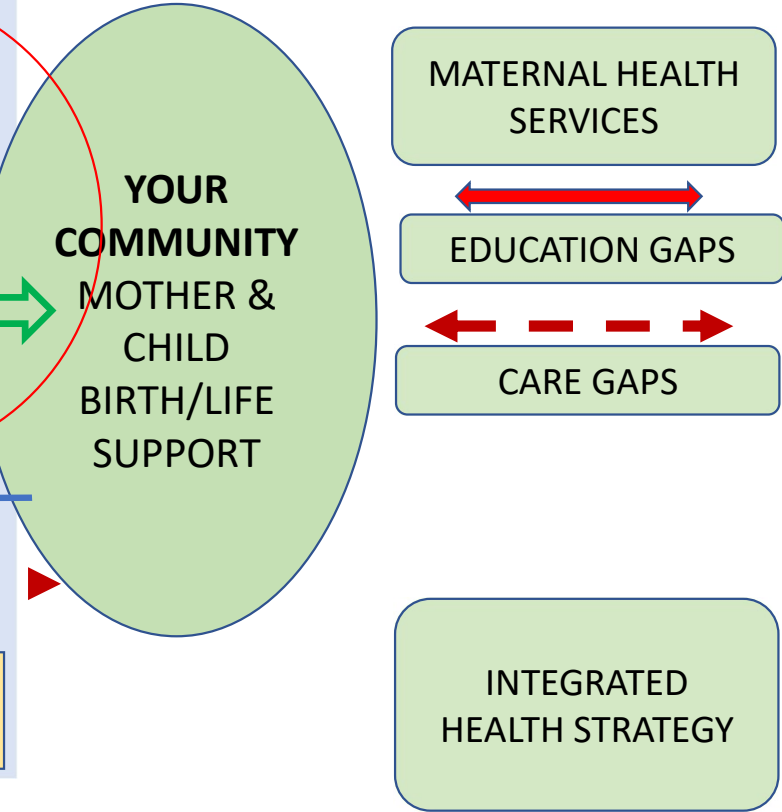 YOUR
COMMUNITY
MOTHER &
CHILD
BIRTH/LIFE
SUPPORT
MATERNAL HEALTH
SERVICES
EDUCATION GAPS
CARE GAPS
INTEGRATED
HEALTH STRATEGY